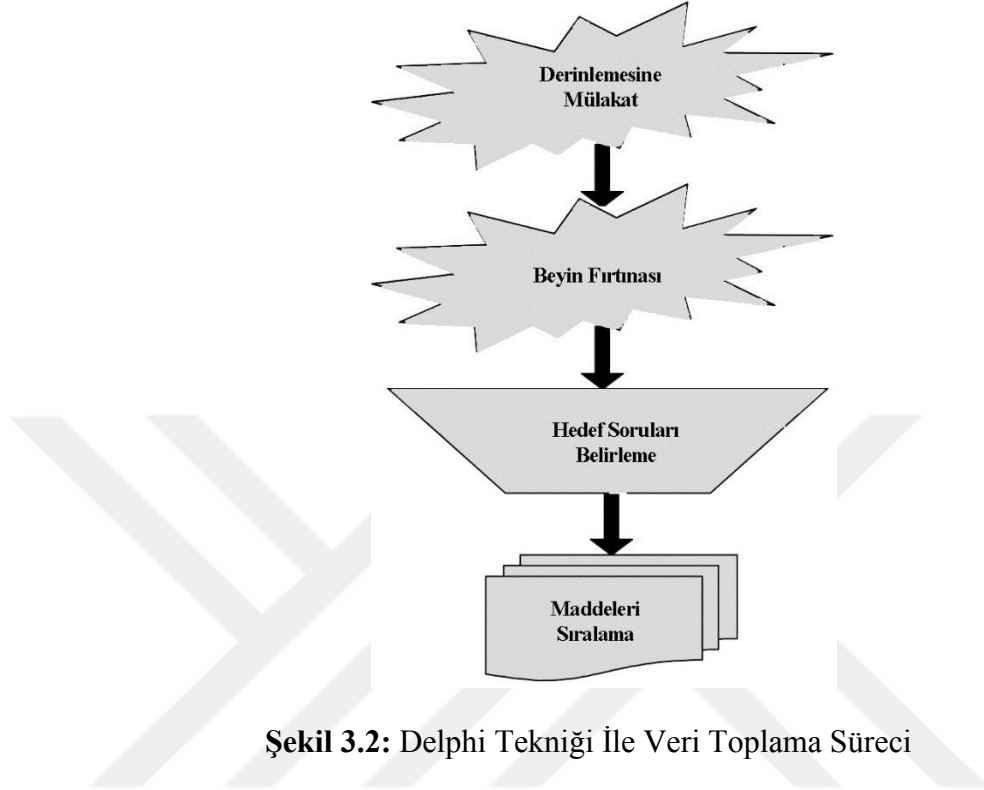 Derinlemesine
Mülakat
Beyin Fırtınası
Hedef Soruları
Belirleme
Maddeleri
Sıralama
Şekil 3.2: Delphi Tekniği İle Veri Toplama Süreci